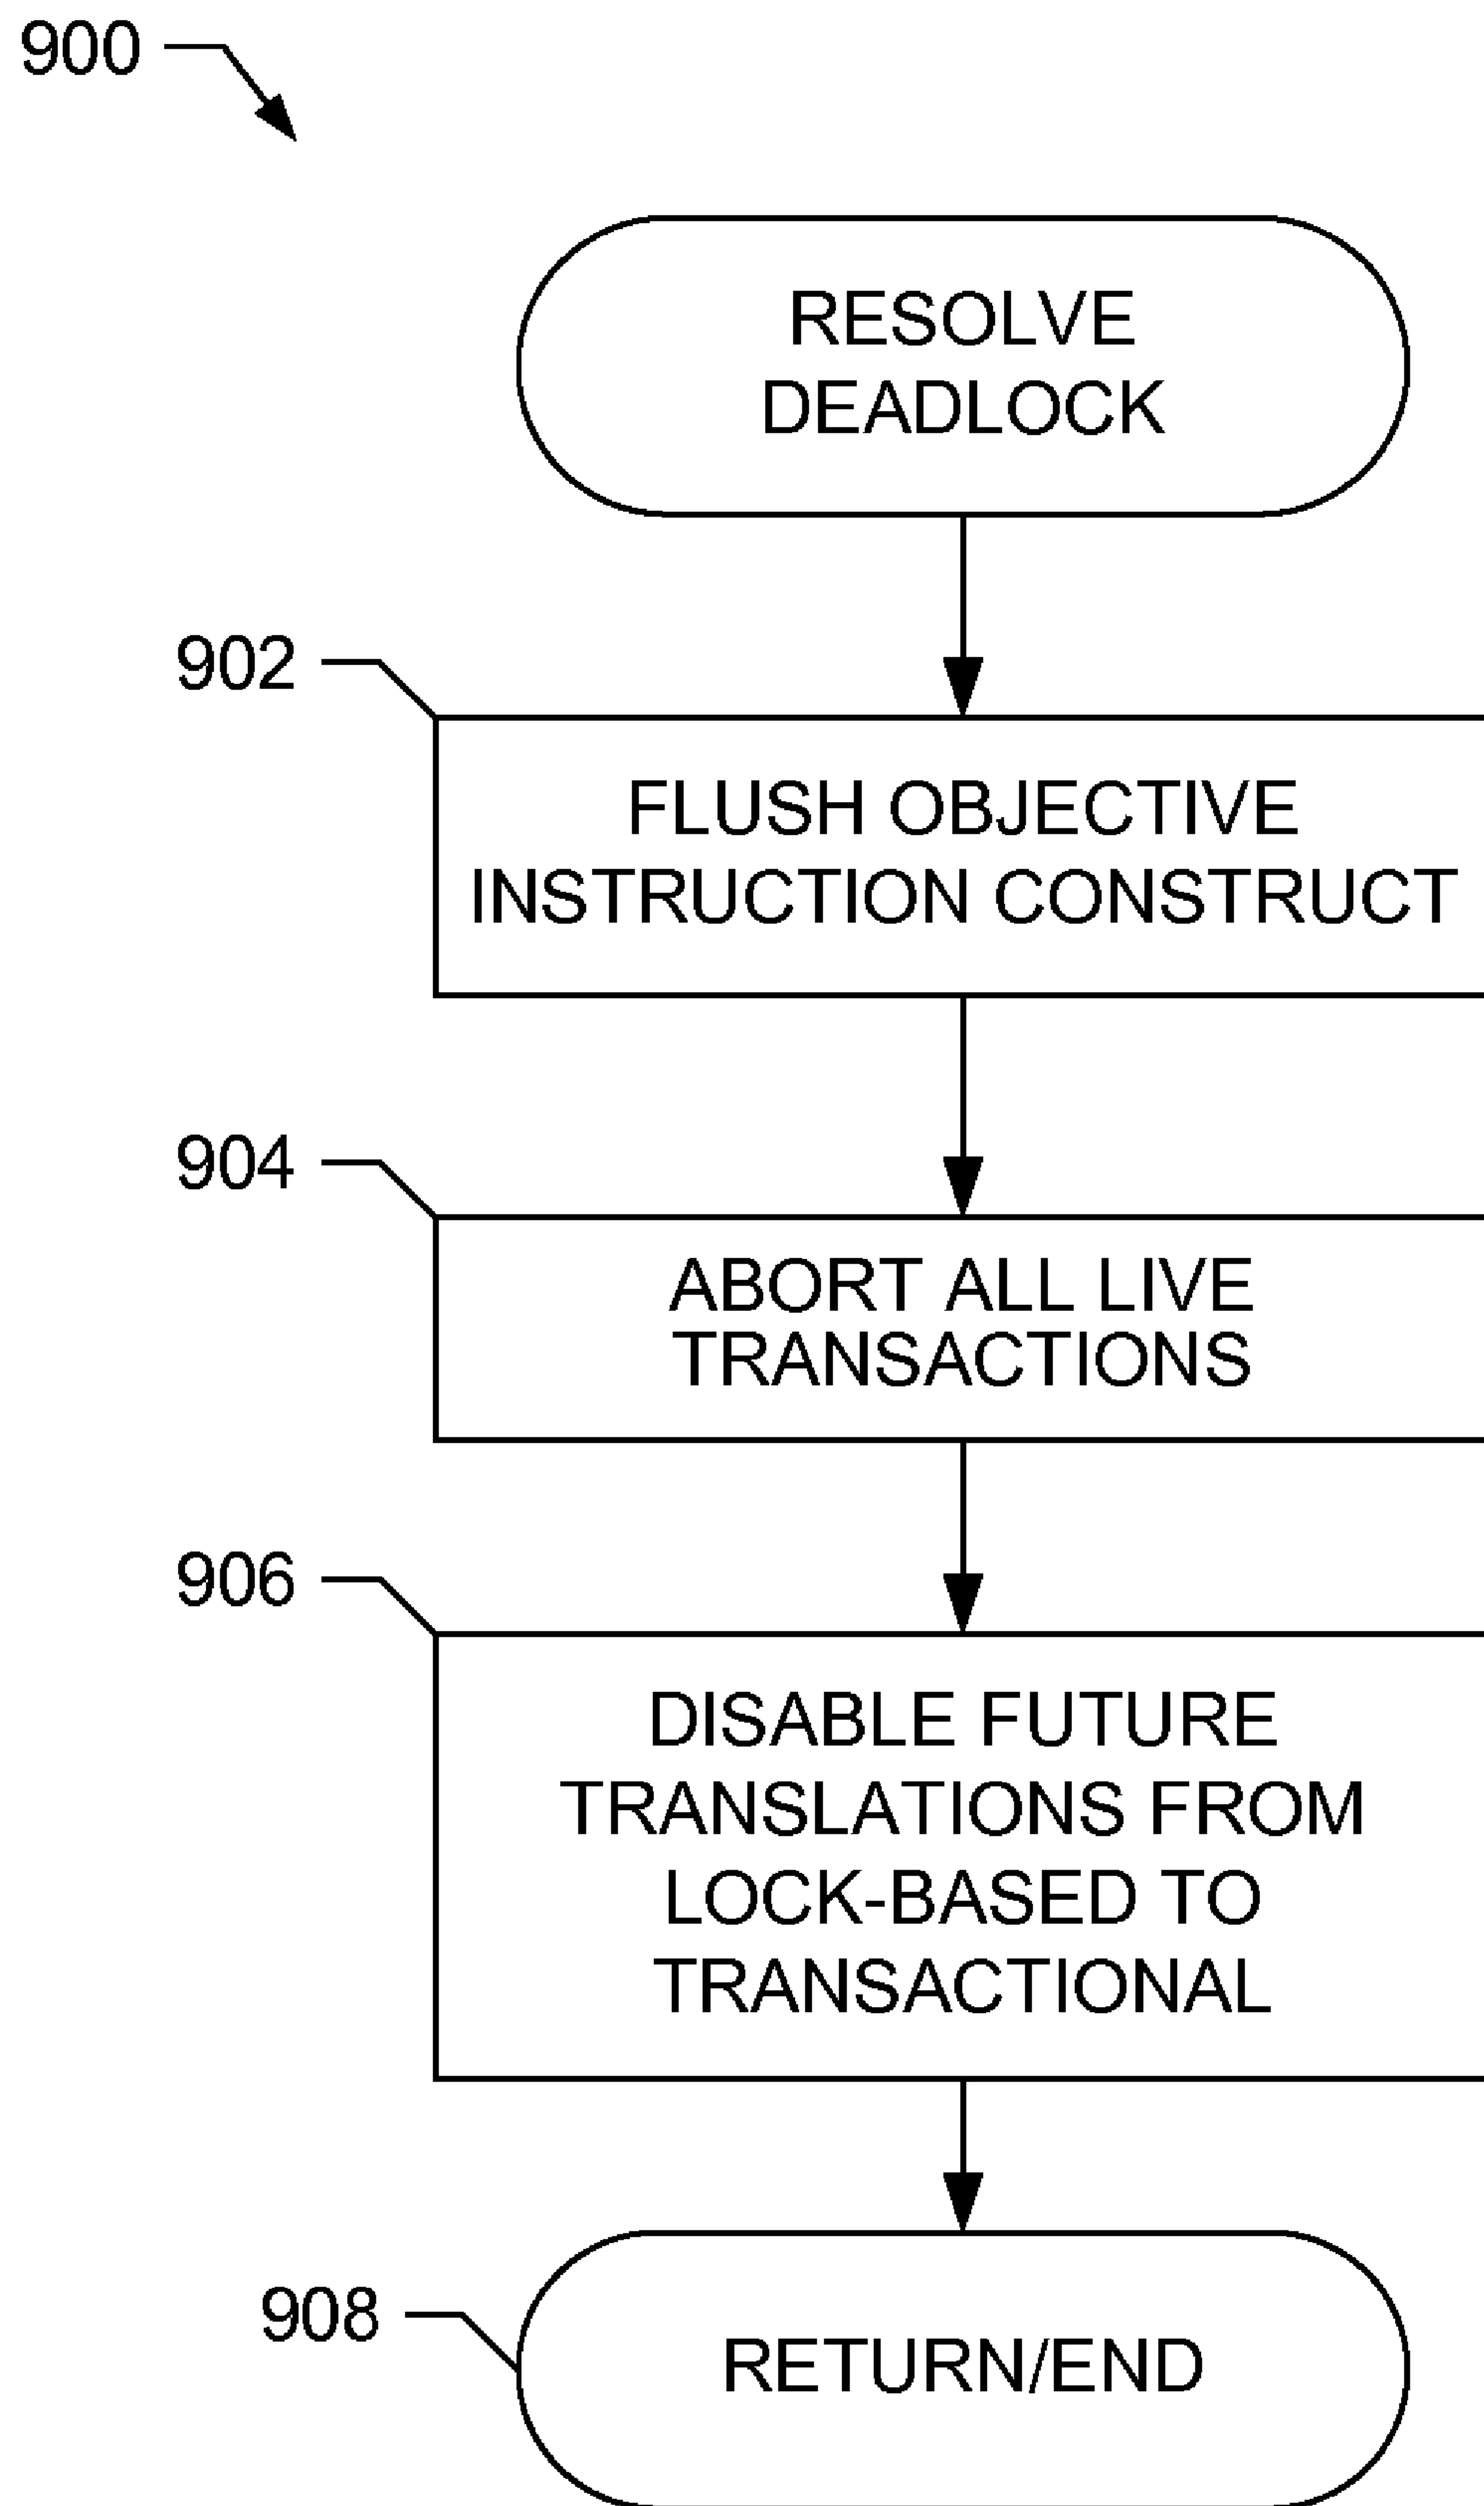 900
RESOLVE
DEADLOCK
902
FLUSH OBJECTIVE
INSTRUCTION CONSTRUCT
904
ABORT ALL LIVE
TRANSACTIONS
906
DISABLE FUTURE
TRANSLATIONS FROM
LOCK-BASED TO
TRANSACTIONAL
908
RETURN/END